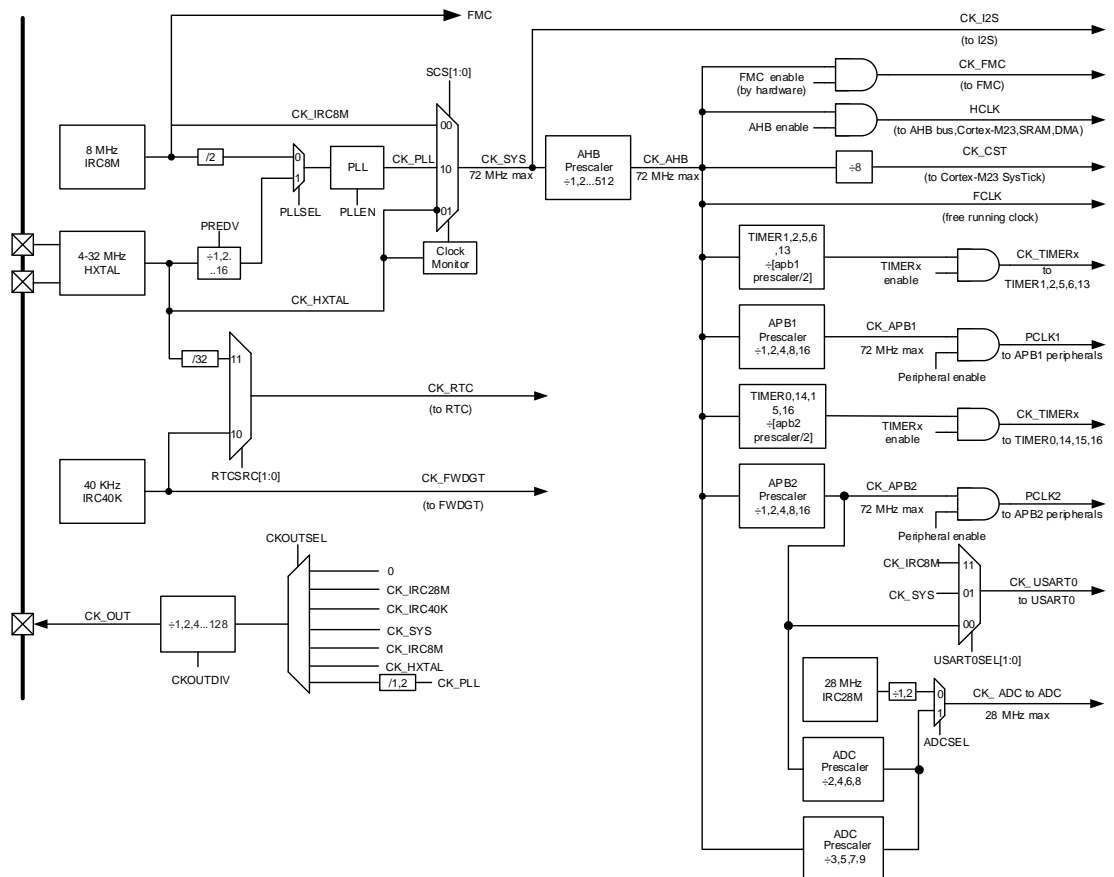 FMC
CK_I2S
(to I2S)
SCS[1:0]
FMC enable
(by hardware)
CK_FMC
(to FMC)
CK_IRC8M
00
AHB enable
HCLK
(to AHB bus,Cortex-M23,SRAM,DMA)
8 MHz
IRC8M
/2
0
1
PLL
CK_PLL
10
CK_SYS
72 MHz max
AHB
Prescaler
÷1,2...512
CK_AHB
72 MHz max
÷8
CK_CST
(to Cortex-M23 SysTick)
PLLSEL
PLLEN
01
FCLK
(free running clock)
PREDV
4-32 MHz
HXTAL
÷1,2.
..16
Clock
Monitor
TIMER1,2,5,6
,13
÷[apb1
prescaler/2]
TIMERx
enable
CK_TIMERx
to
TIMER1,2,5,6,13
CK_HXTAL
APB1
Prescaler
÷1,2,4,8,16
CK_APB1
72 MHz max
Peripheral enable
PCLK1
to APB1 peripherals
/32
11
CK_RTC
(to RTC)
10
RTCSRC[1:0]
TIMER0,14,1
5,16
÷[apb2
prescaler/2]
TIMERx
enable
CK_TIMERx
to TIMER0,14,15,16
40 KHz
IRC40K
CK_FWDGT
(to FWDGT)
APB2
Prescaler
÷1,2,4,8,16
CK_APB2
72 MHz max
Peripheral enable
PCLK2
to APB2 peripherals
CKOUTSEL
0
CK_IRC28M
CK_IRC40K
CK_SYS
CK_IRC8M
CK_HXTAL
/1,2
CK_PLL
CK_OUT
÷1,2,4...128
CKOUTDIV
CK_IRC8M
11
CK_SYS
01
00
CK_USART0
to USART0
USART0SEL[1:0]
28 MHz
IRC28M
÷1,2
0
1
CK_ ADC to ADC
28 MHz max
ADCSEL
ADC
Prescaler
÷2,4,6,8
ADC
Prescaler
÷3,5,7,9